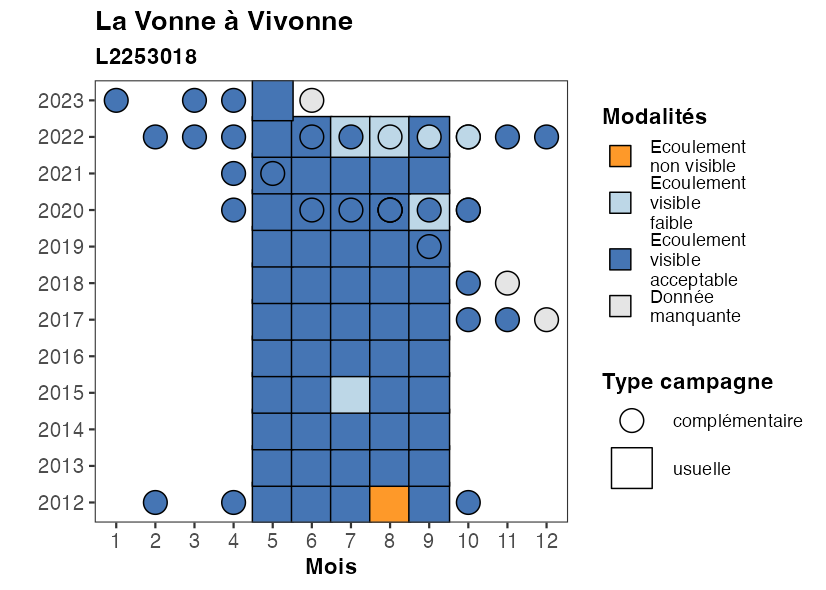 La Vonne à Vivonne
L2253018
2023
2022
2021
2020
2019
2018
2017
2016
2015
2014
2013
2012
1 2 3 4 5 6 7 8 9 10 11 12
Mois
Modalités
Ecoulement
non visible
Ecoulement
visible
faible
Ecoulement
visible
acceptable
Donnée
manquante
Type campagne
complémentaire
usuelle